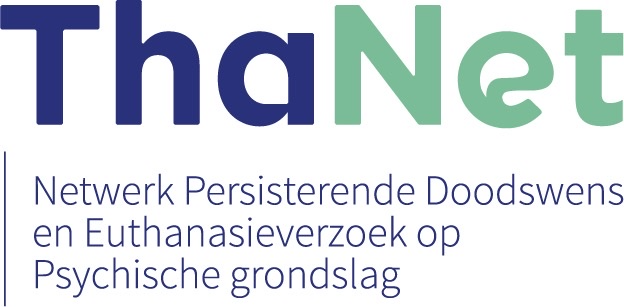 ThaNet
Netwerk Persisterende Doodswens
en Euthanasieverzoek op
Psychische grondslag